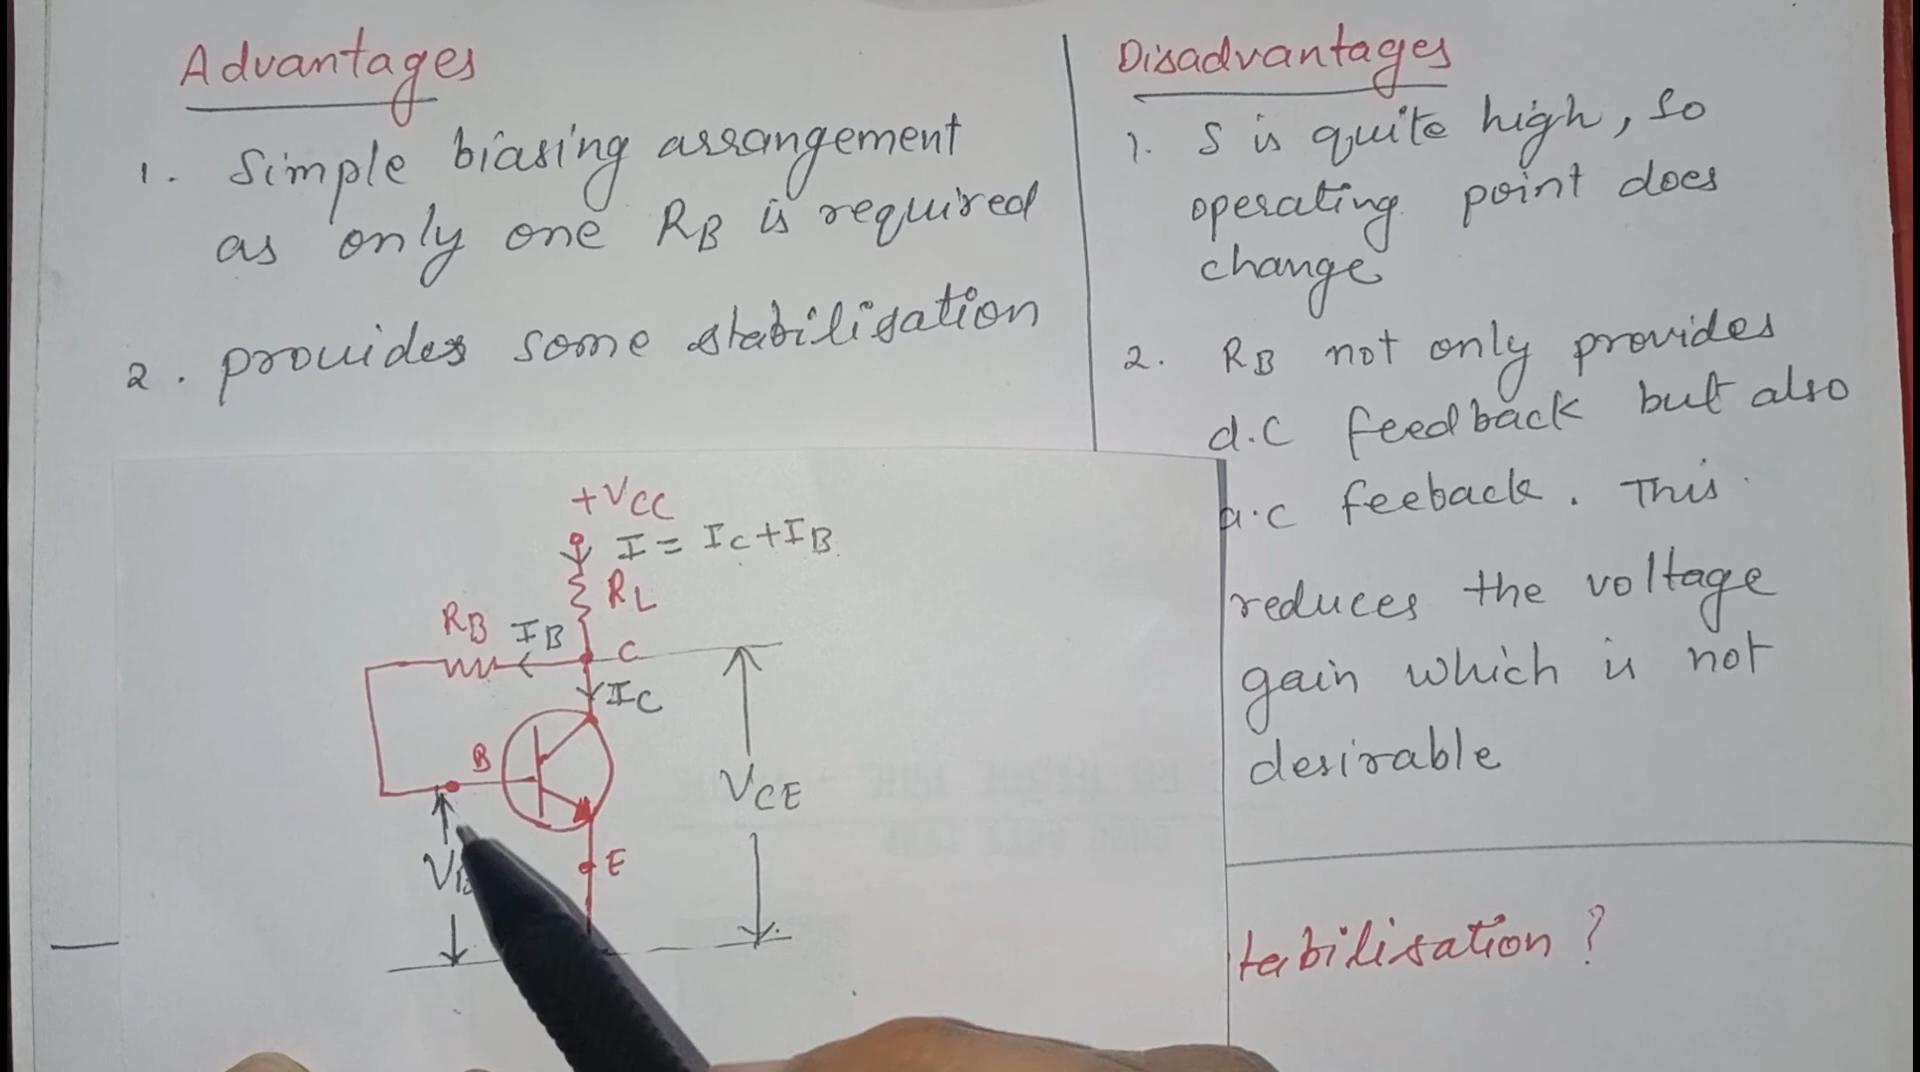 Advantages
1. Simple biasing arrangement
as only one RB is required
2. provides some stabilisation
Disadvantages
1. S is quite high, so
operating point does
change
2. RB not only provides
d.c feedback but also
a.c feeback. This
reduces the voltage
gain which is not
desirable
+VCC
I = IC+IB
RL
RB IB C
IC
B
VCE
E
tabilisation ?